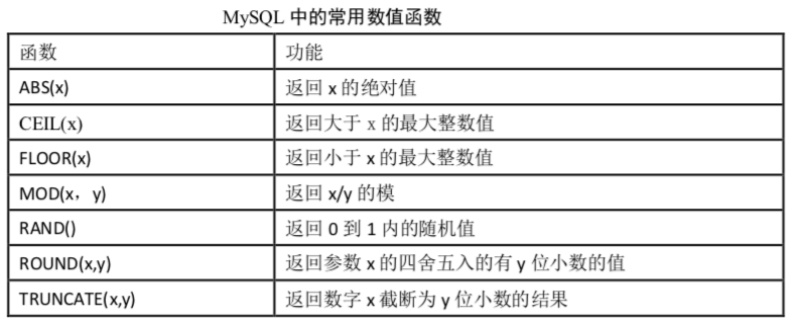 MySQL 中的常用数值函数
函数 功能
ABS(x) 返回 x 的绝对值
CEIL(x) 返回大于 x 的最大整数值
FLOOR(x) 返回小于 x 的最大整数值
MOD(x，y) 返回 x/y 的模
RAND() 返回 0 到 1 内的随机值
ROUND(x,y) 返回参数 x 的四舍五入的有 y 位小数的值
TRUNCATE(x,y) 返回数字 x 截断为 y 位小数的结果